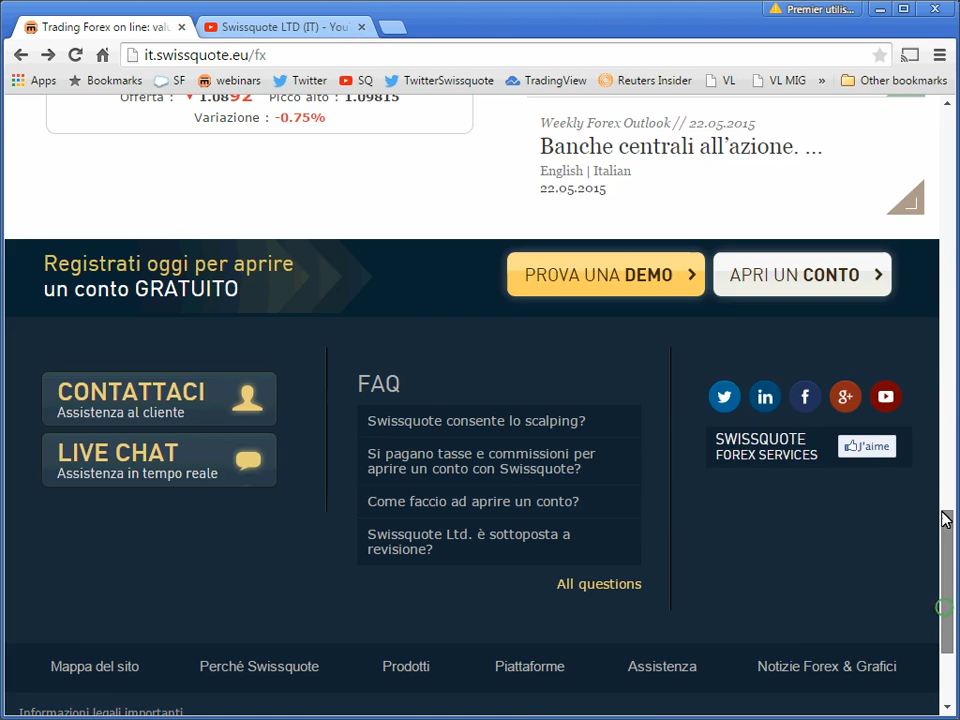 Premier utilis...
Trading Forex on line: valu
Swissquote LTD (IT) - You
it.swissquote.eu/fx
Apps Bookmarks SF webinars Twitter SQ TwitterSwissquote TradingView Reuters Insider VL VL MIG » Other bookmarks
Offerta : 1.0892 Picco alto : 1.09815
Variazione : -0.75%
Weekly Forex Outlook // 22.05.2015
Banche centrali all’azione. ...
English | Italian
22.05.2015
Registrati oggi per aprire
un conto GRATUITO
PROVA UNA DEMO
APRI UN CONTO
CONTATTACI
Assistenza al cliente
LIVE CHAT
Assistenza in tempo reale
FAQ
Swissquote consente lo scalping?
Si pagano tasse e commissioni per
aprire un conto con Swissquote?
Come faccio ad aprire un conto?
Swissquote Ltd. è sottoposta a
revisione?
All questions
SWISSQUOTE
FOREX SERVICES
J'aime
Mappa del sito Perché Swissquote Prodotti Piattaforme Assistenza Notizie Forex & Grafici
Informazioni legali importanti